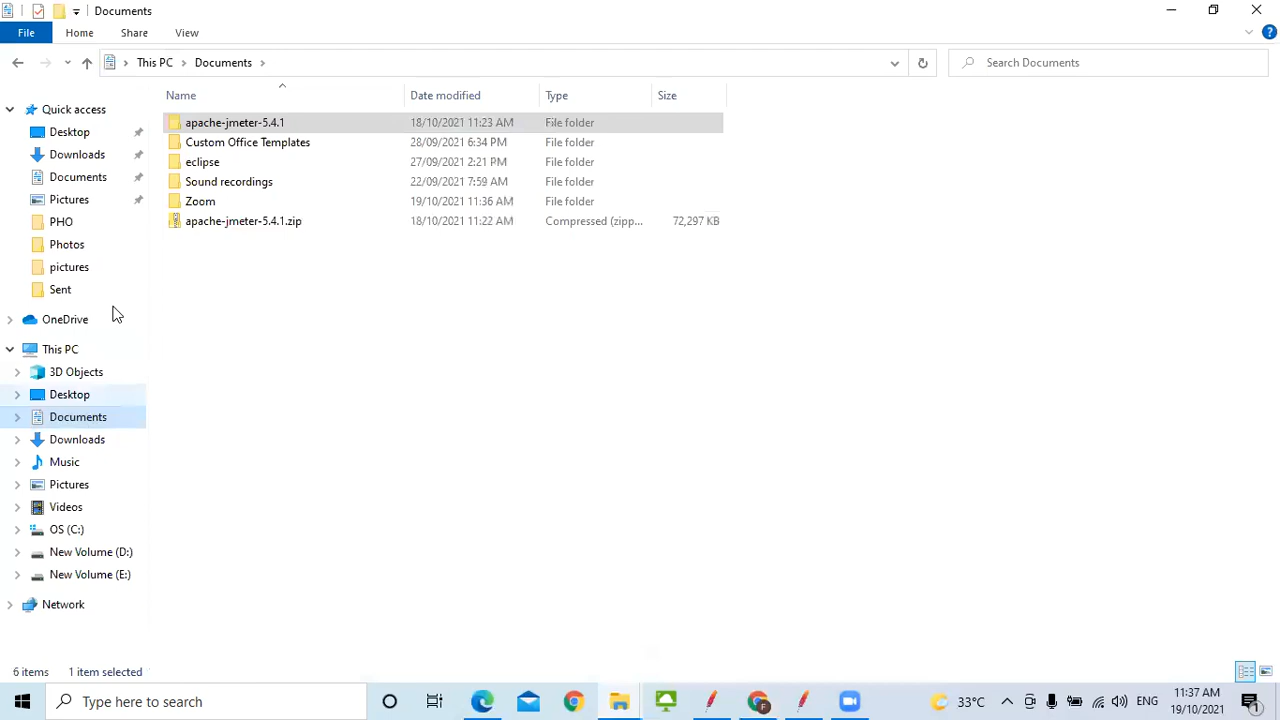 Documents
File Home Share View
This PC Documents Search Documents
Name Date modified Type Size
Quick access
Desktop
Downloads
Documents
Pictures
PHO
Photos
pictures
Sent
OneDrive
This PC
3D Objects
Desktop
Documents
Downloads
Music
Pictures
Videos
OS (C:)
New Volume (D:)
New Volume (E:)
Network
apache-jmeter-5.4.1 18/10/2021 11:23 AM File folder
Custom Office Templates 28/09/2021 6:34 PM File folder
eclipse 27/09/2021 2:21 PM File folder
Sound recordings 22/09/2021 7:59 AM File folder
Zoom 19/10/2021 11:36 AM File folder
apache-jmeter-5.4.1.zip 18/10/2021 11:22 AM Compressed (zipp... 72,297 KB
6 items 1 item selected
Type here to search
33°C ENG
11:37 AM
19/10/2021